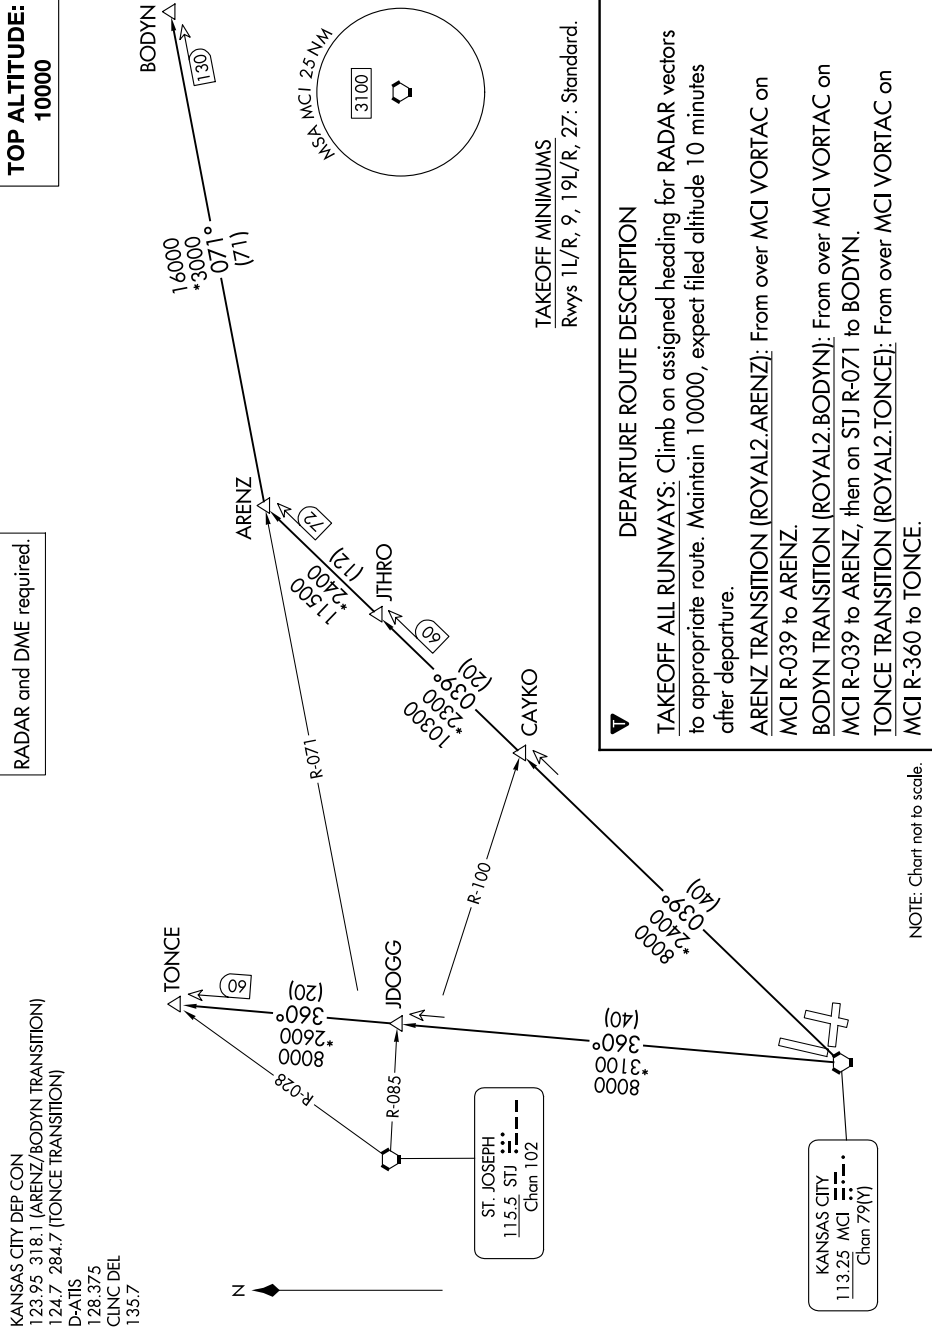 KANSAS CITY DEP CON
123.95 318.1 (ARENZ/BODYN TRANSITION)
124.7 284.7 (TONCE TRANSITION)
D-ATIS
128.375
CLNC DEL
135.7
RADAR and DME required.
TOP ALTITUDE:
10000
N
TONCE
60
8000
*2600
360°
(20)
JDOGG
R-028
R-085
8000
*3100
360°
(40)
ST. JOSEPH
115.5 STJ
Chan 102
KANSAS CITY
113.25 MCI
Chan 79(Y)
R-071
R-100
8000
*2400
039°
(40)
CAYKO
10300
*2300
039°
(20)
60
JTHRO
11500
*2400
(12)
72
ARENZ
16000
*3000
071°
(71)
130
BODYN
MSA MCI 25 NM
3100
TAKEOFF MINIMUMS
Rwys 1L/R, 9, 19L/R, 27: Standard.
NOTE: Chart not to scale.
T
DEPARTURE ROUTE DESCRIPTION
TAKEOFF ALL RUNWAYS: Climb on assigned heading for RADAR vectors
to appropriate route. Maintain 10000, expect filed altitude 10 minutes
after departure.
ARENZ TRANSITION (ROYAL2.ARENZ): From over MCI VORTAC on
MCI R-039 to ARENZ.
BODYN TRANSITION (ROYAL2.BODYN): From over MCI VORTAC on
MCI R-039 to ARENZ, then on STJ R-071 to BODYN.
TONCE TRANSITION (ROYAL2.TONCE): From over MCI VORTAC on
MCI R-360 to TONCE.